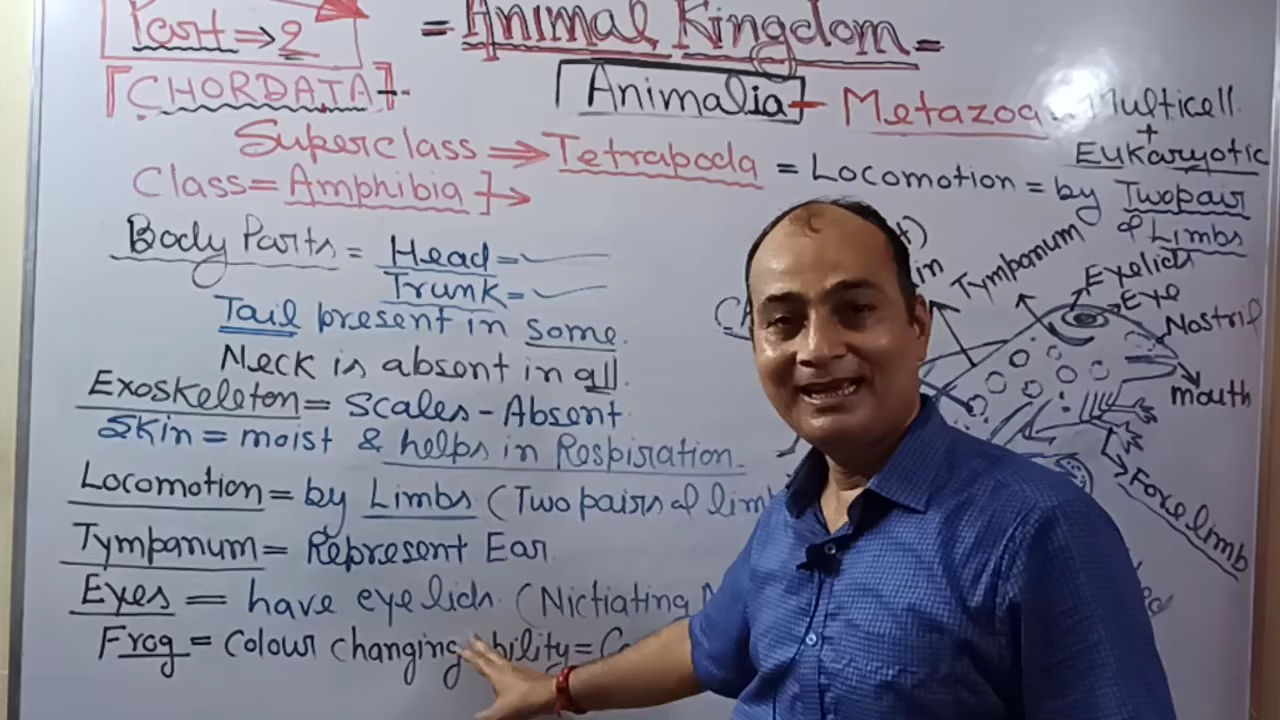 Part ⇒ 2
= Animal Kingdom =
[CHORDATA]-.
[Animalia] - Metazoa = Multicell.
+
Eukaryotic
Superclass ⇒ Tetrapoda = Locomotion = by Two pair
of Limbs
Class = Amphibia] →
Body Parts = Head =
Trunk =
Tail present in some.
Neck is absent in all.
Exoskeleton = Scales - Absent
Skin = moist & helps in Respiration.
Locomotion = by Limbs (Two pairs of limb
Tympanum = Represent Ear.
Eyes = have eyelids. (Nictiating
Frog = Colour changing ability =
Tympanum
Eyelid
Eye
Nostril
mouth
Fore limb